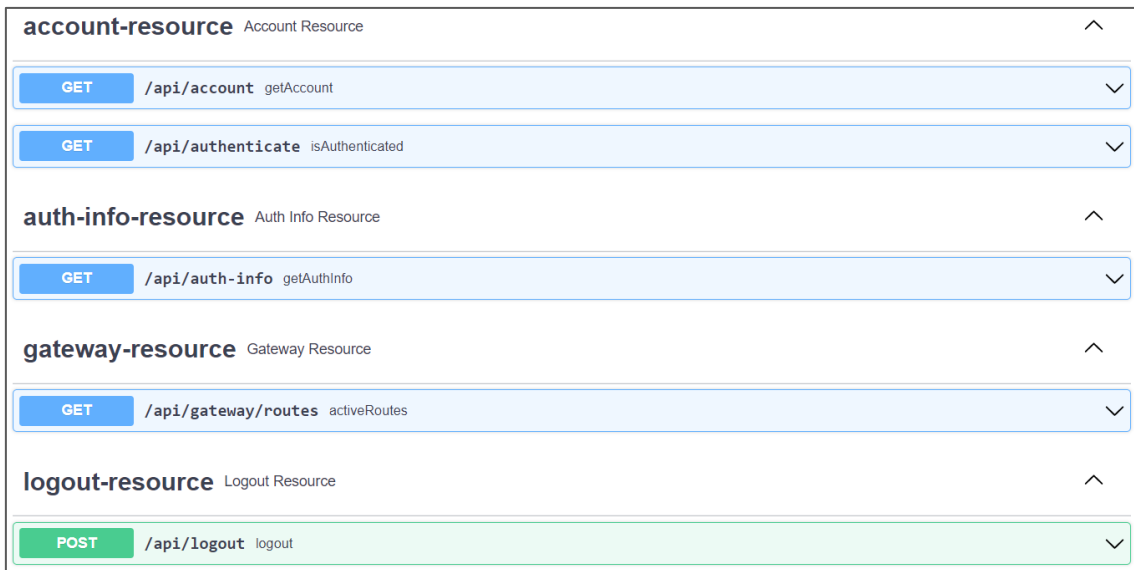 account-resource Account Resource
GET /api/account getAccount
GET /api/authenticate isAuthenticated
auth-info-resource Auth Info Resource
GET /api/auth-info getAuthInfo
gateway-resource Gateway Resource
GET /api/gateway/routes activeRoutes
logout-resource Logout Resource
POST /api/logout logout